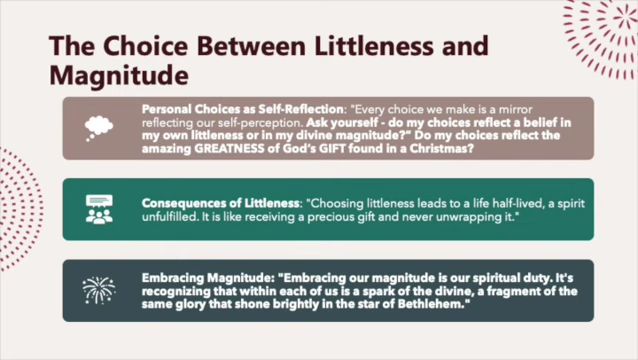 The Choice Between Littleness and
Magnitude
Personal Choices as Self-Reflection: "Every choice we make is a mirror
reflecting our self-perception. Ask yourself - do my choices reflect a belief in
my own littleness or in my divine magnitude?" Do my choices reflect the
amazing GREATNESS of God's GIFT found in a Christmas?
Consequences of Littleness: "Choosing littleness leads to a life half-lived, a spirit
unfulfilled. It is like receiving a precious gift and never unwrapping it."
Embracing Magnitude: "Embracing our magnitude is our spiritual duty. It's
recognizing that within each of us is a spark of the divine, a fragment of the
same glory that shone brightly in the star of Bethlehem."